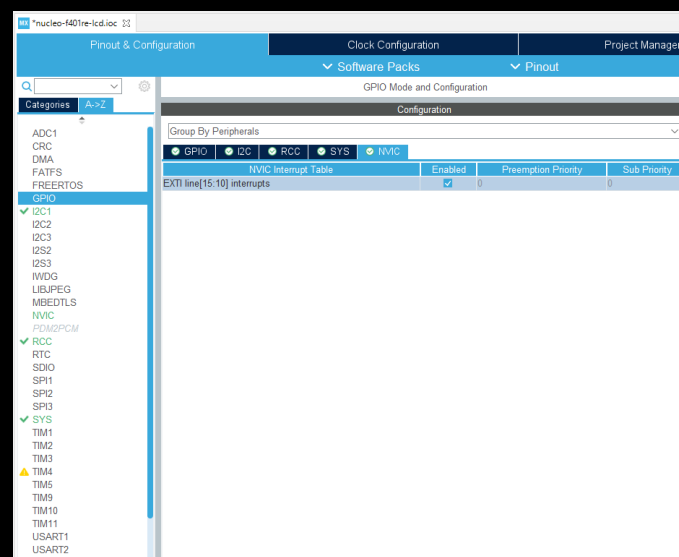 MX *nucleo-f401re-lcd.ioc
Pinout & Configuration Clock Configuration Project Manager
Software Packs Pinout
GPIO Mode and Configuration
Categories A->Z
Configuration
Group By Peripherals
GPIO I2C RCC SYS NVIC
NVIC Interrupt Table Enabled Preemption Priority Sub Priority
EXTI line[15:10] interrupts 0 0
ADC1
CRC
DMA
FATFS
FREERTOS
GPIO
I2C1
I2C2
I2C3
I2S2
I2S3
IWDG
LIBJPEG
MBEDTLS
NVIC
PDM2PCM
RCC
RTC
SDIO
SPI1
SPI2
SPI3
SYS
TIM1
TIM2
TIM3
TIM4
TIM5
TIM9
TIM10
TIM11
USART1
USART2